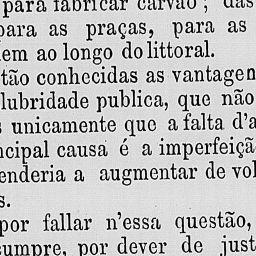 para fabricar carvão ; das
para as praças, para as
em ao longo do littoral.
tão conhecidas as vantagen
lubridade publica, que não
unicamente que a falta d'a
ncipal causa é a imperfeiçã
enderia a augmentar de vol
s.
por fallar n'essa questão,
sumpre, por dever de just